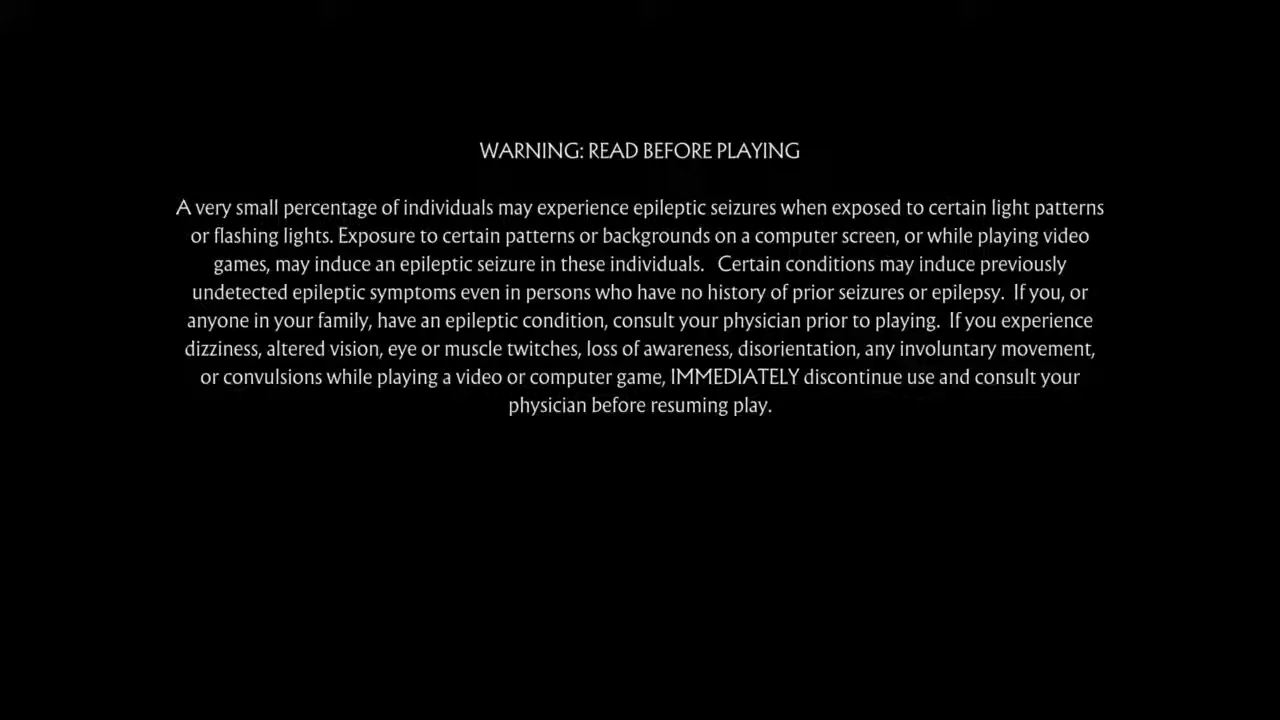 WARNING: READ BEFORE PLAYING
A very small percentage of individuals may experience epileptic seizures when exposed to certain light patterns
or flashing lights. Exposure to certain patterns or backgrounds on a computer screen, or while playing video
games, may induce an epileptic seizure in these individuals.   Certain conditions may induce previously
undetected epileptic symptoms even in persons who have no history of prior seizures or epilepsy.  If you, or
anyone in your family, have an epileptic condition, consult your physician prior to playing.  If you experience
dizziness, altered vision, eye or muscle twitches, loss of awareness, disorientation, any involuntary movement,
or convulsions while playing a video or computer game, IMMEDIATELY discontinue use and consult your
physician before resuming play.